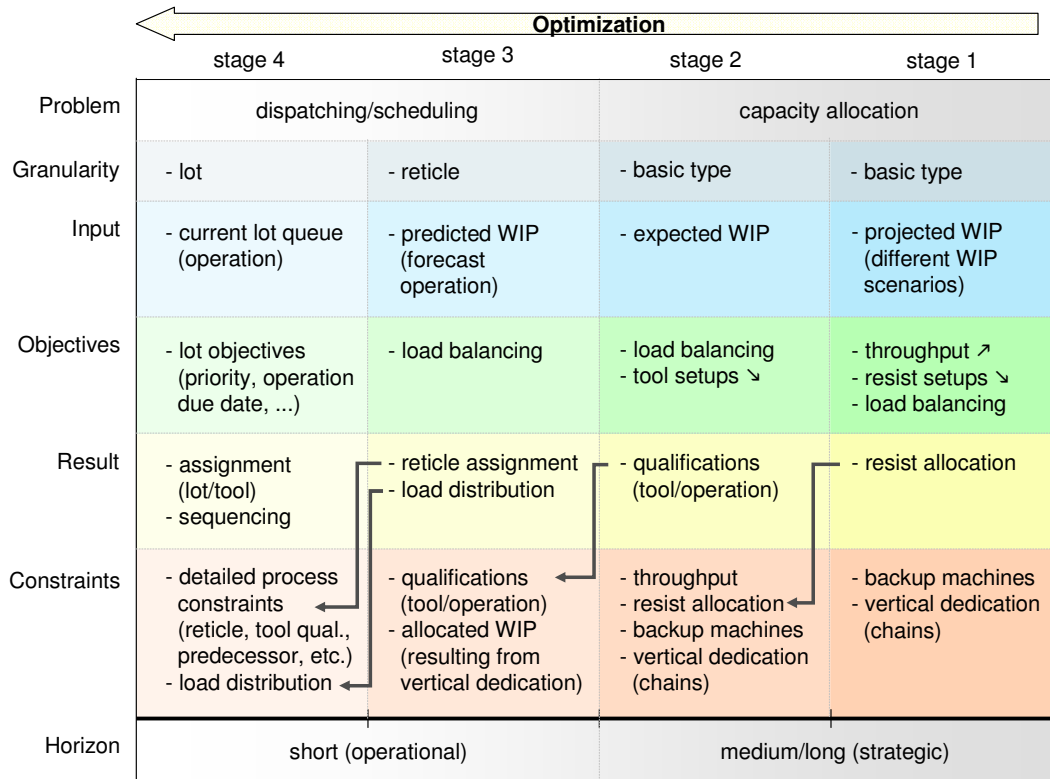 Optimization
stage 4
stage 3
stage 2
stage 1
Problem
dispatching/scheduling
capacity allocation
Granularity
- lot
- reticle
- basic type
- basic type
Input
- current lot queue
(operation)
- predicted WIP
(forecast
operation)
- expected WIP
- projected WIP
(different WIP
scenarios)
Objectives
- lot objectives
(priority, operation
due date, ...)
- load balancing
- load balancing
- tool setups ↘
- throughput ↗
- resist setups ↘
- load balancing
Result
- assignment
(lot/tool)
- sequencing
- reticle assignment
- load distribution
- qualifications
(tool/operation)
- resist allocation
Constraints
- detailed process
constraints
(reticle, tool qual.,
predecessor, etc.)
- load distribution
- qualifications
(tool/operation)
- allocated WIP
(resulting from
vertical dedication)
- throughput
- resist allocation
- backup machines
- vertical dedication
(chains)
- backup machines
- vertical dedication
(chains)
Horizon
short (operational)
medium/long (strategic)